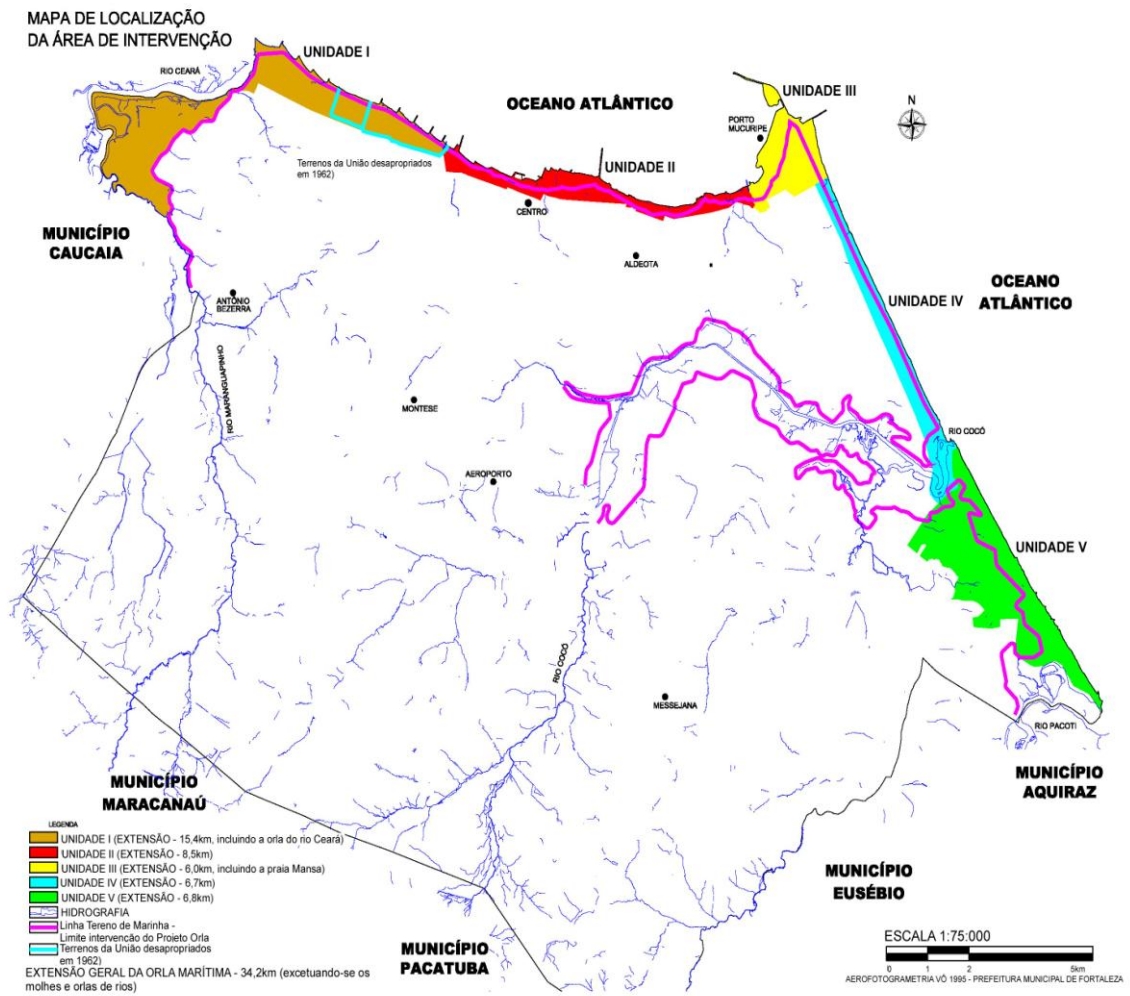 MAPA DE LOCALIZAÇÃO
DA ÁREA DE INTERVENÇÃO
UNIDADE I
RIO CEARÁ
OCEANO ATLÂNTICO
UNIDADE III
PORTO
MUCURIPE
N
Terrenos da União desapropriados
em 1962)
UNIDADE II
CENTRO
MUNICÍPIO
CAUCAIA
ALDEOTA
OCEANO
ATLÂNTICO
ANTÔNIO
BEZERRA
UNIDADE IV
RIO MARANGUAPINHO
MONTESE
RIO COCÓ
AEROPORTO
UNIDADE V
RIO COCÓ
MESSEJANA
RIO PACOTI
MUNICÍPIO
MARACANAÚ
MUNICÍPIO
AQUIRAZ
LEGENDA
UNIDADE I (EXTENSÃO - 15,4km, incluindo a orla do rio Ceará)
UNIDADE II (EXTENSÃO - 8,5km)
UNIDADE III (EXTENSÃO - 6,0km, incluindo a praia Mansa)
UNIDADE IV (EXTENSÃO - 6,7km)
UNIDADE V (EXTENSÃO - 6,8km)
HIDROGRAFIA
Linha Tereno de Marinha -
Limite intervenção do Projeto Orla
Terrenos da União desapropriados
em 1962)
EXTENSÃO GERAL DA ORLA MARÍTIMA - 34,2km (excetuando-se os
molhes e orlas de rios)
MUNICÍPIO
EUSÉBIO
MUNICÍPIO
PACATUBA
ESCALA 1:75:000
0 1 2 5km
AEROFOTOGRAMETRIA VÔ 1995 - PREFEITURA MUNICIPAL DE FORTALEZA